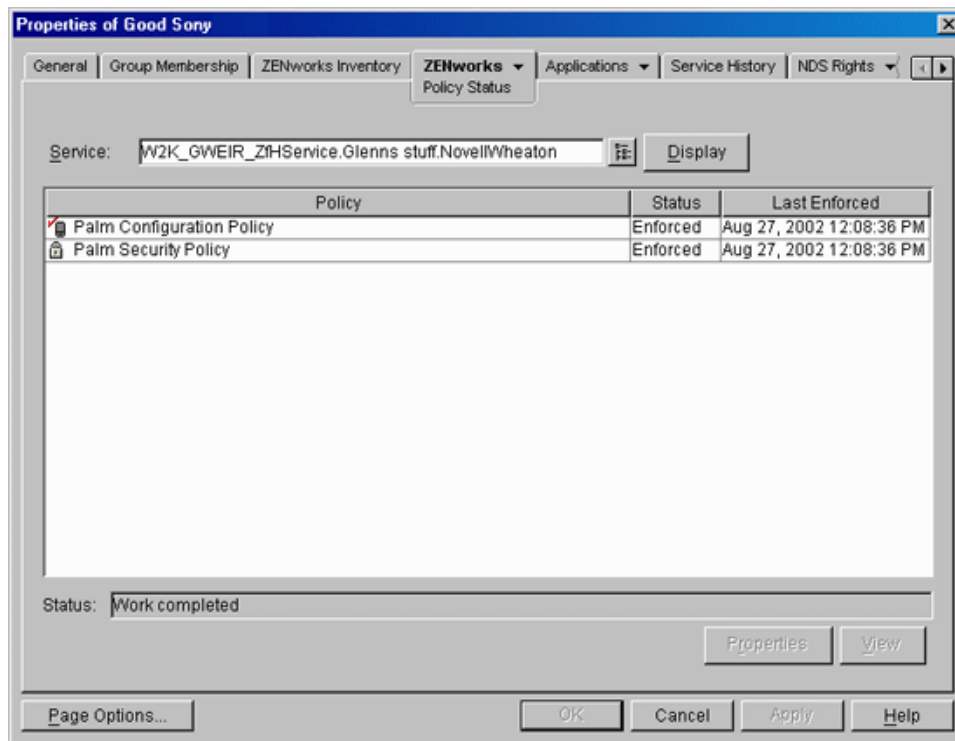 Properties of Good Sony
General Group Membership ZENworks Inventory ZENworks Applications Service History NDS Rights
Policy Status
Service: W2K_GWEIR_ZfHService.Glenns stuff.NovellWheaton Display
Policy Status Last Enforced
Palm Configuration Policy Enforced Aug 27, 2002 12:08:36 PM
Palm Security Policy Enforced Aug 27, 2002 12:08:36 PM
Status: Work completed
Properties View
Page Options... OK Cancel Apply Help